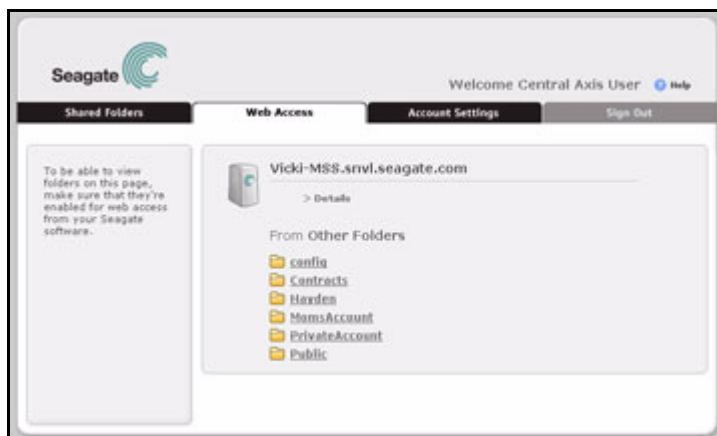 Seagate
Welcome Central Axis User ? Help
Shared Folders Web Access Account Settings Sign Out
To be able to view
folders on this page,
make sure that they're
enabled for web access
from your Seagate
software.
Vicki-MSS.snvl.seagate.com
> Details
From Other Folders
config
Contracts
Hayden
MomsAccount
PrivateAccount
Public